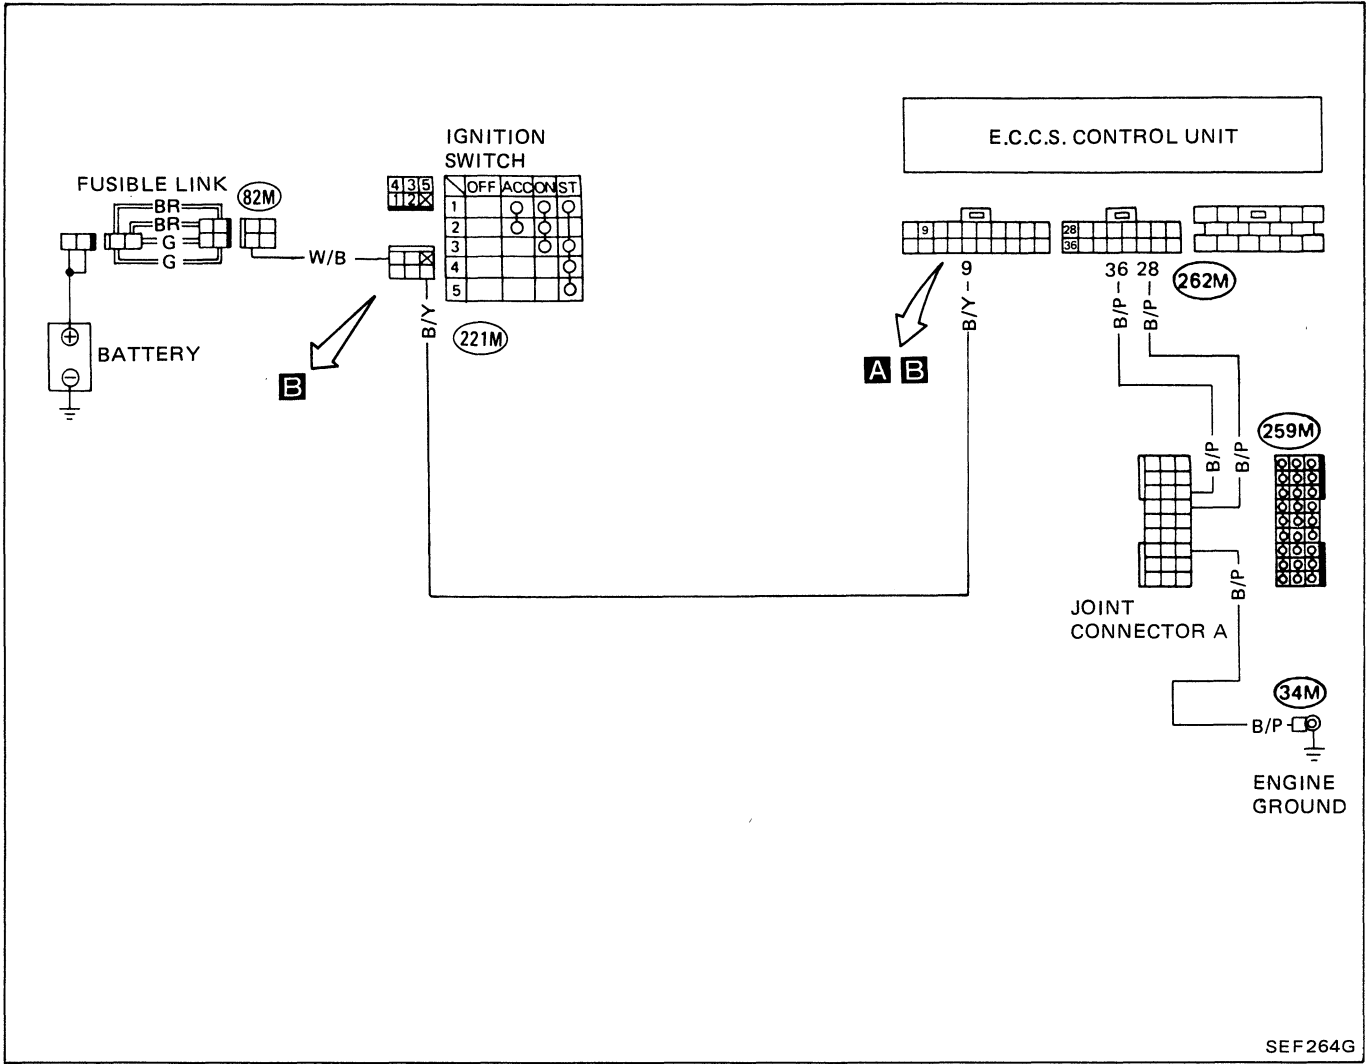 E.C.C.S. CONTROL UNIT
IGNITION
SWITCH
FUSIBLE LINK
82M
4 3 5
1 2
OFF ACC ON ST
1
2
3
4
5
BR
BR
G
G
W/B
B/Y
221M
BATTERY
B
9
28
36
9
36 28
262M
B/Y
B/P
B/P
A B
B/P
B/P
259M
B/P
JOINT
CONNECTOR A
34M
B/P
ENGINE
GROUND
SEF264G